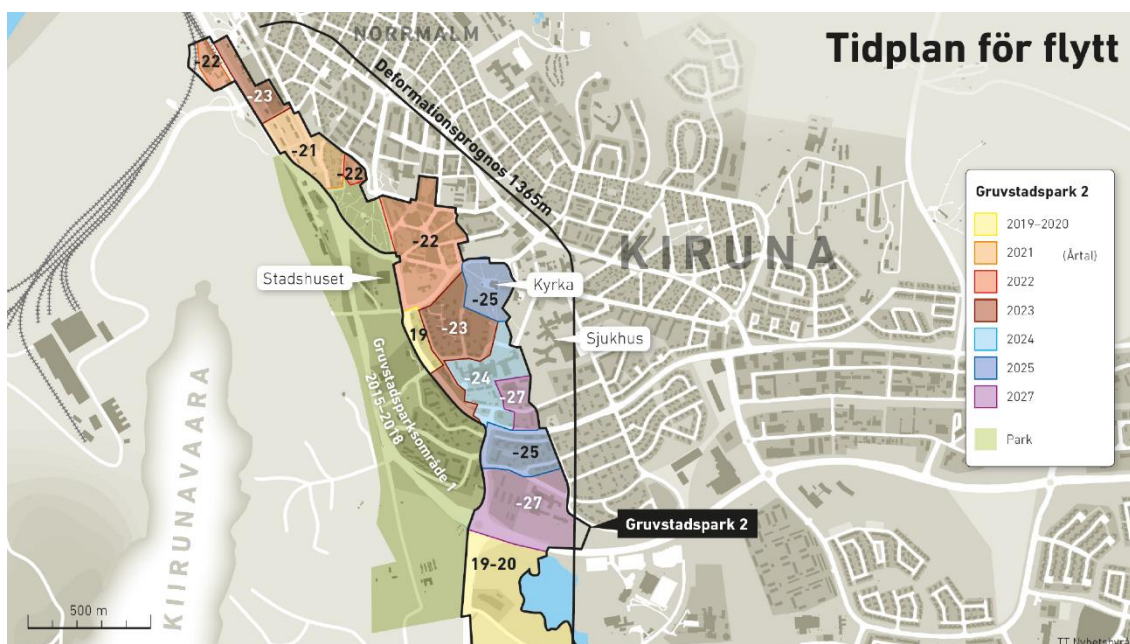 Tidplan för flytt
NORRMALM
Deformationsprognos 1365m
-22
-23
-21
-22
-22
Stadshuset
Kyrka
-25
KIRUNA
19
-23
Sjukhus
-24
-27
Gruvstadsparksområde 1
2015–2018
-25
-27
Gruvstadspark 2
19-20
KIIRUNAVAARA
500 m
Gruvstadspark 2
2019–2020
2021 (Årtal)
2022
2023
2024
2025
2027
Park
TT Nyhetsbyrå